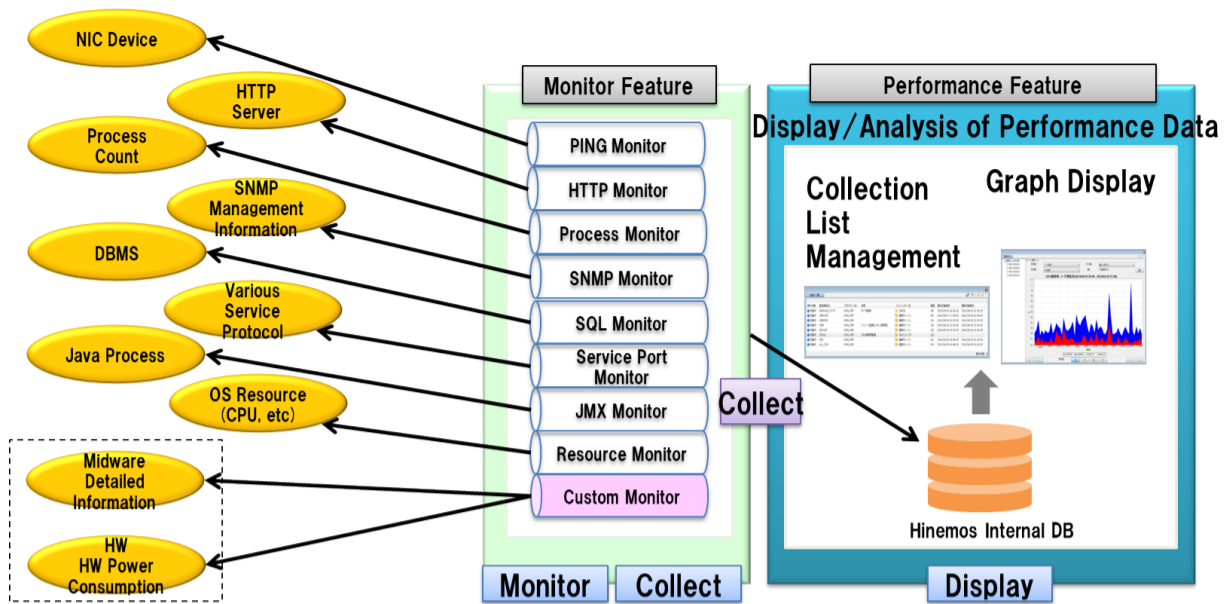 NIC Device
HTTP
Server
Process
Count
SNMP
Management
Information
DBMS
Various
Service
Protocol
Java Process
OS Resource
(CPU, etc)
Midware
Detailed
Information
HW
HW Power
Consumption
Monitor Feature
PING Monitor
HTTP Monitor
Process Monitor
SNMP Monitor
SQL Monitor
Service Port
Monitor
JMX Monitor
Resource Monitor
Custom Monitor
Monitor
Collect
Collect
Performance Feature
Display/Analysis of Performance Data
Collection
List
Management
Graph Display
Hinemos Internal DB
Display